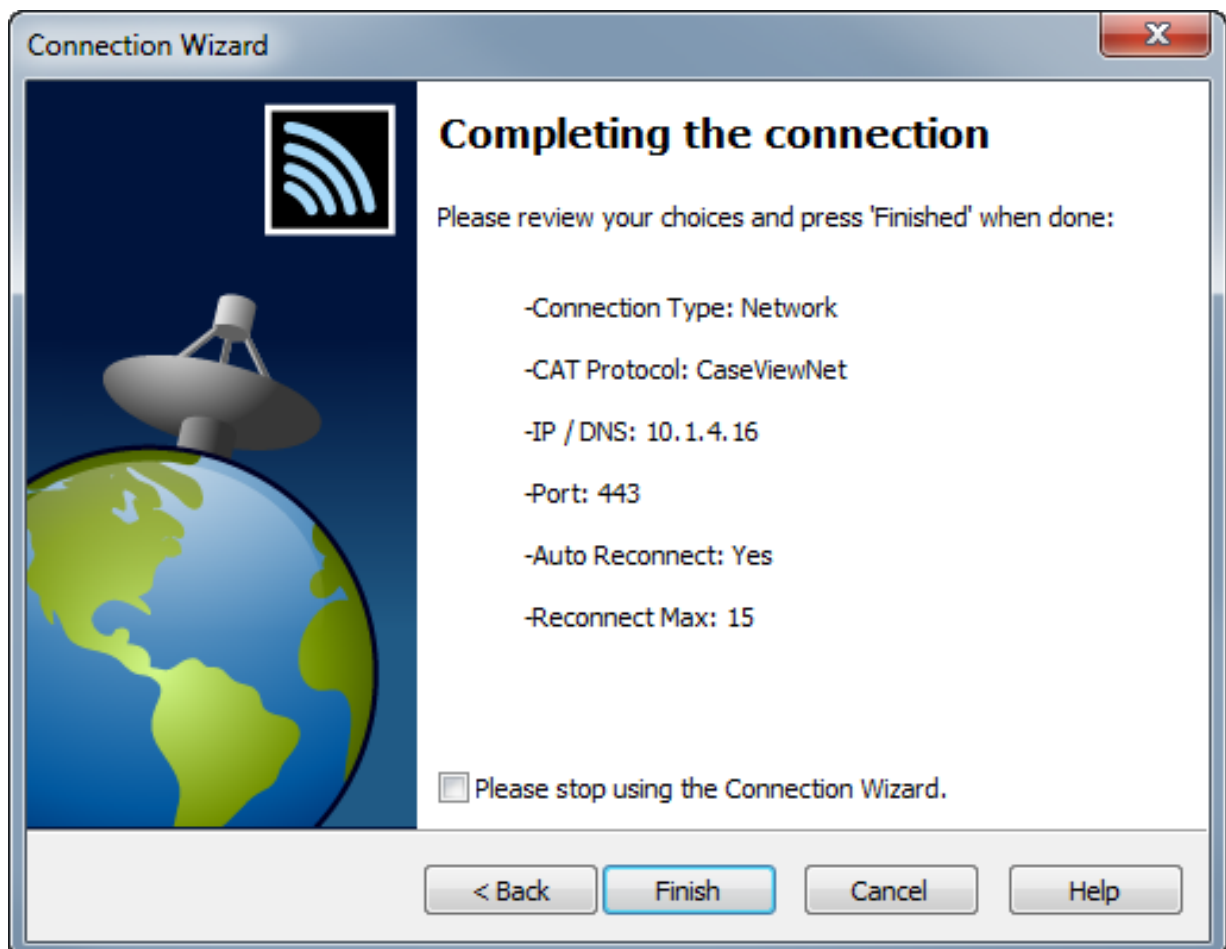 Connection Wizard
x
Completing the connection
Please review your choices and press 'Finished' when done:
-Connection Type: Network
-CAT Protocol: CaseViewNet
-IP / DNS: 10.1.4.16
-Port: 443
-Auto Reconnect: Yes
-Reconnect Max: 15
Please stop using the Connection Wizard.
< Back Finish Cancel Help